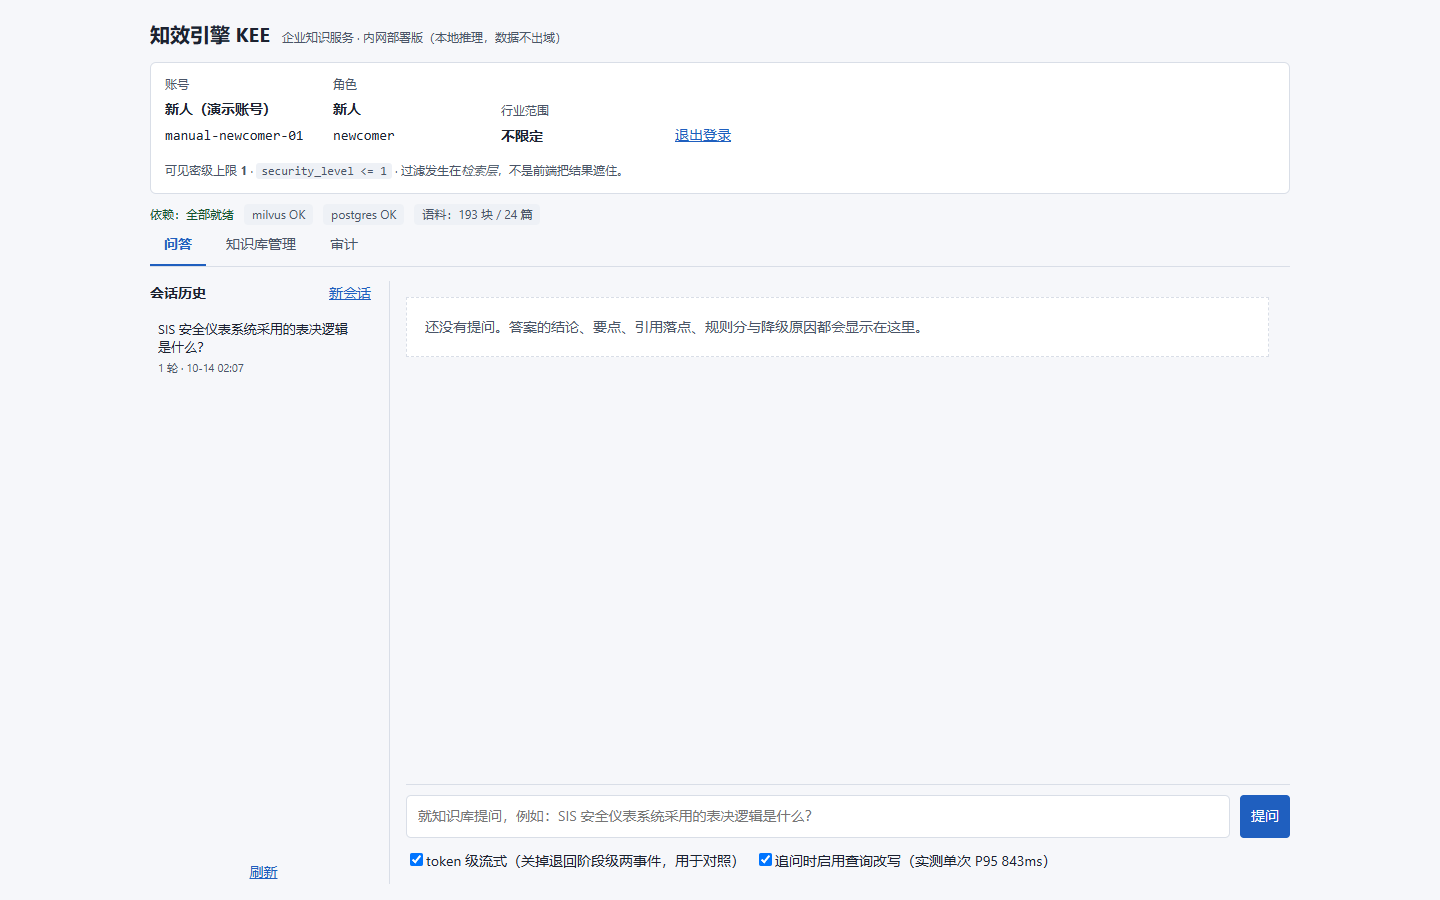 知效引擎 KEE 企业知识服务 · 内网部署版（本地推理，数据不出域）
账号 角色
新人（演示账号） 新人 行业范围
manual-newcomer-01 newcomer 不限定 退出登录
可见密级上限 1 · security_level <= 1 · 过滤发生在检索层，不是前端把结果遮住。
依赖：全部就绪 milvus OK postgres OK 语料：193 块 / 24 篇
问答 知识库管理 审计
会话历史 新会话
SIS 安全仪表系统采用的表决逻辑
是什么？
1 轮 · 10-14 02:07
刷新
还没有提问。答案的结论、要点、引用落点、规则分与降级原因都会显示在这里。
就知识库提问，例如：SIS 安全仪表系统采用的表决逻辑是什么？ 提问
token 级流式（关掉退回阶段级两事件，用于对照） 追问时启用查询改写（实测单次 P95 843ms）